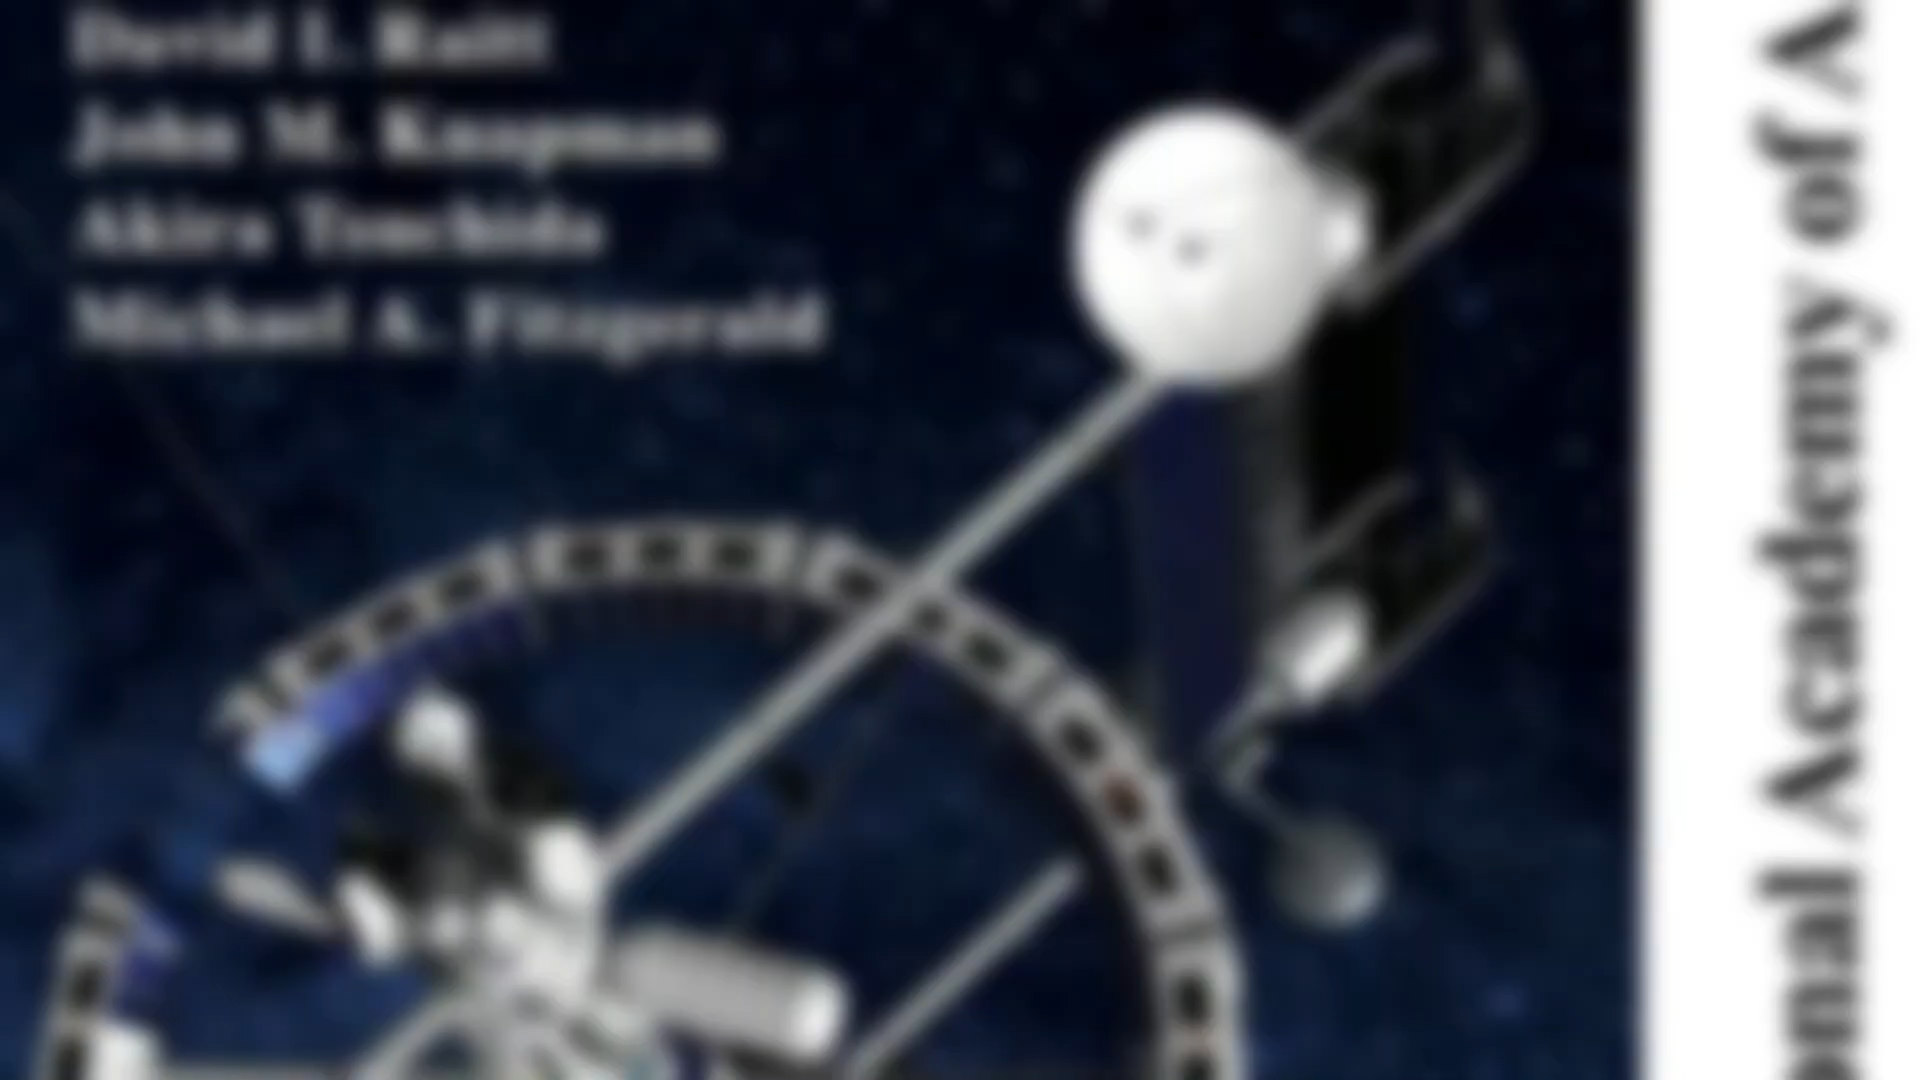 David I. Raitt
John M. Knapman
Akira Tsuchida
Michael A. Fitzgerald
onal Academy of A